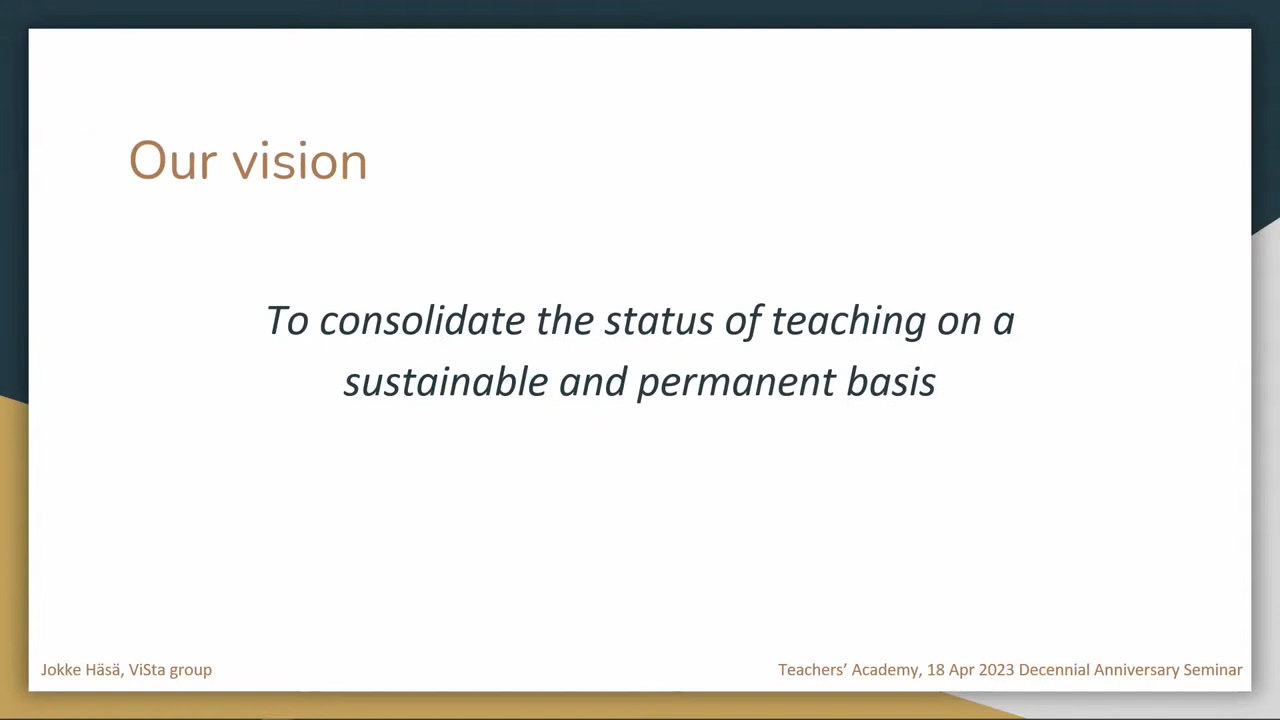 Our vision
To consolidate the status of teaching on a
sustainable and permanent basis
Jokke Häsä, ViSta group
Teachers’ Academy, 18 Apr 2023 Decennial Anniversary Seminar